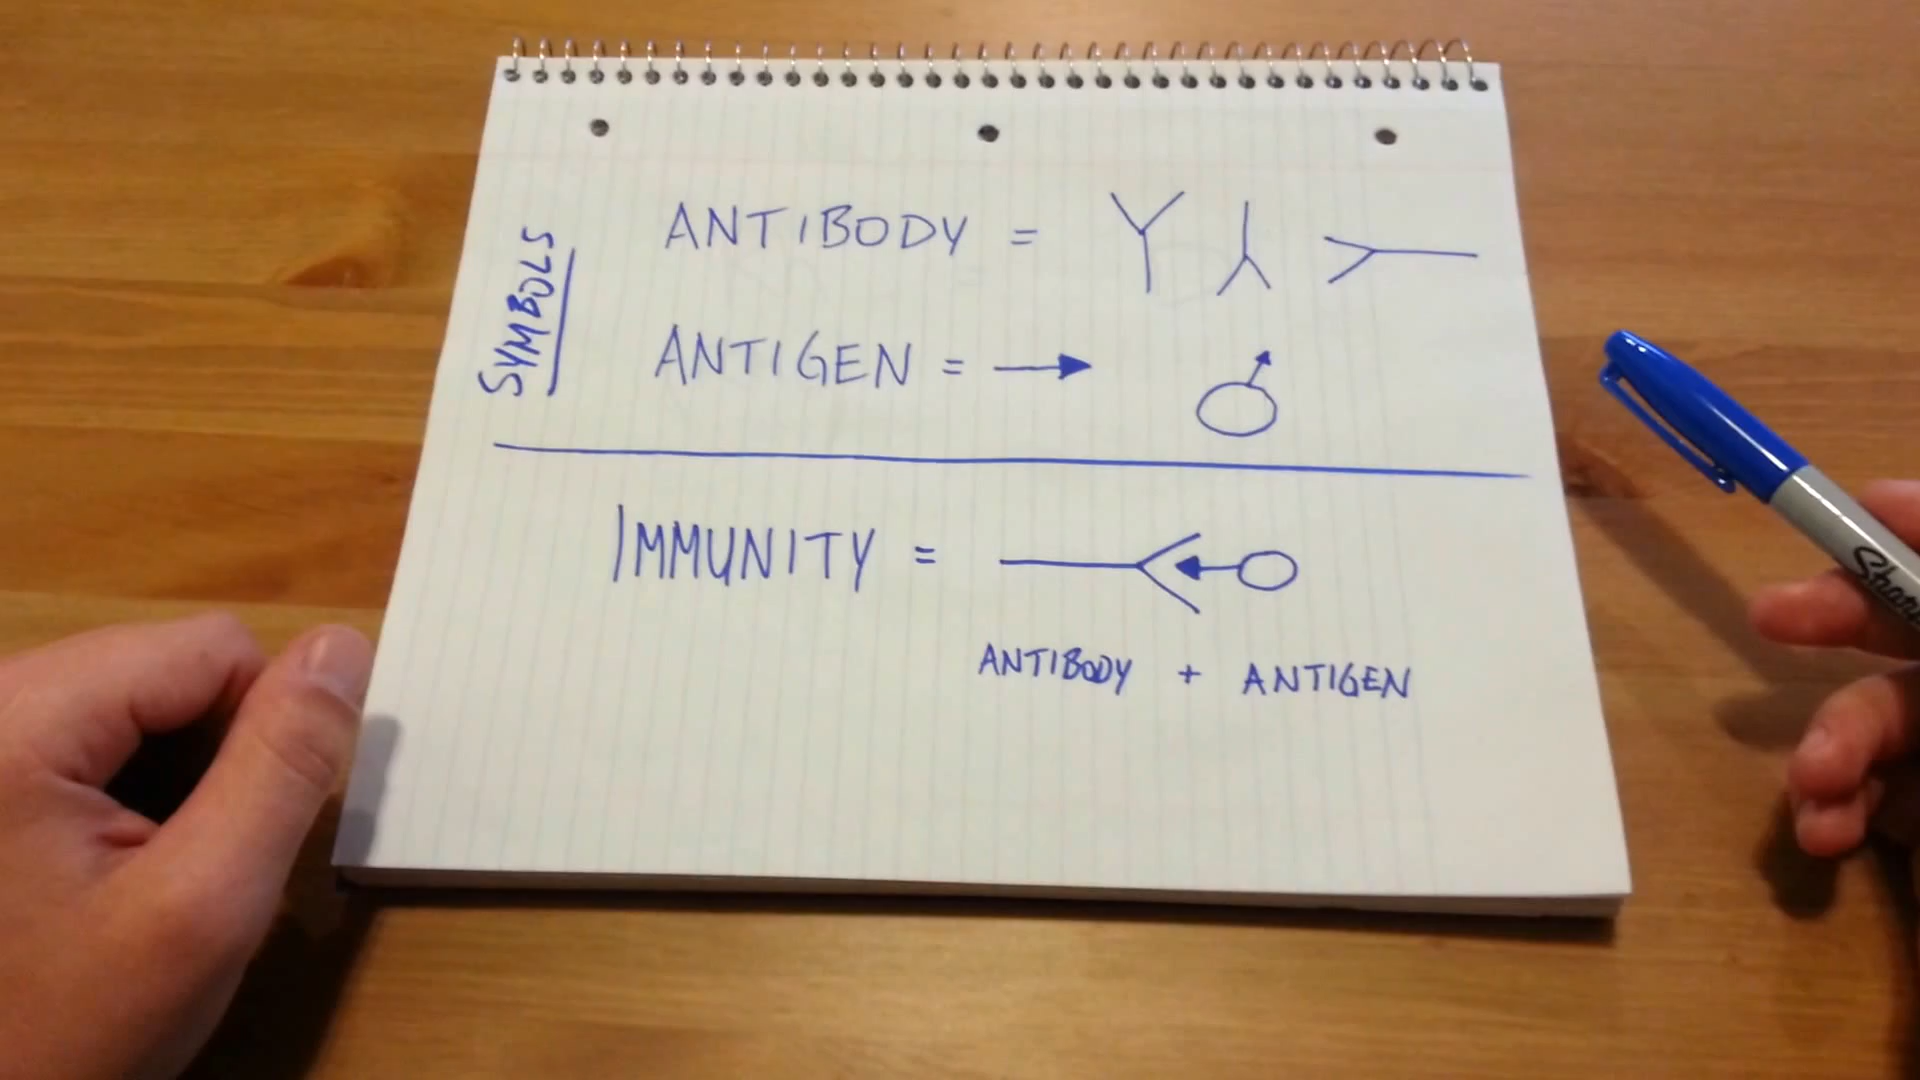 SYMBOLS
ANTIBODY =
ANTIGEN =
IMMUNITY =
ANTIBODY + ANTIGEN